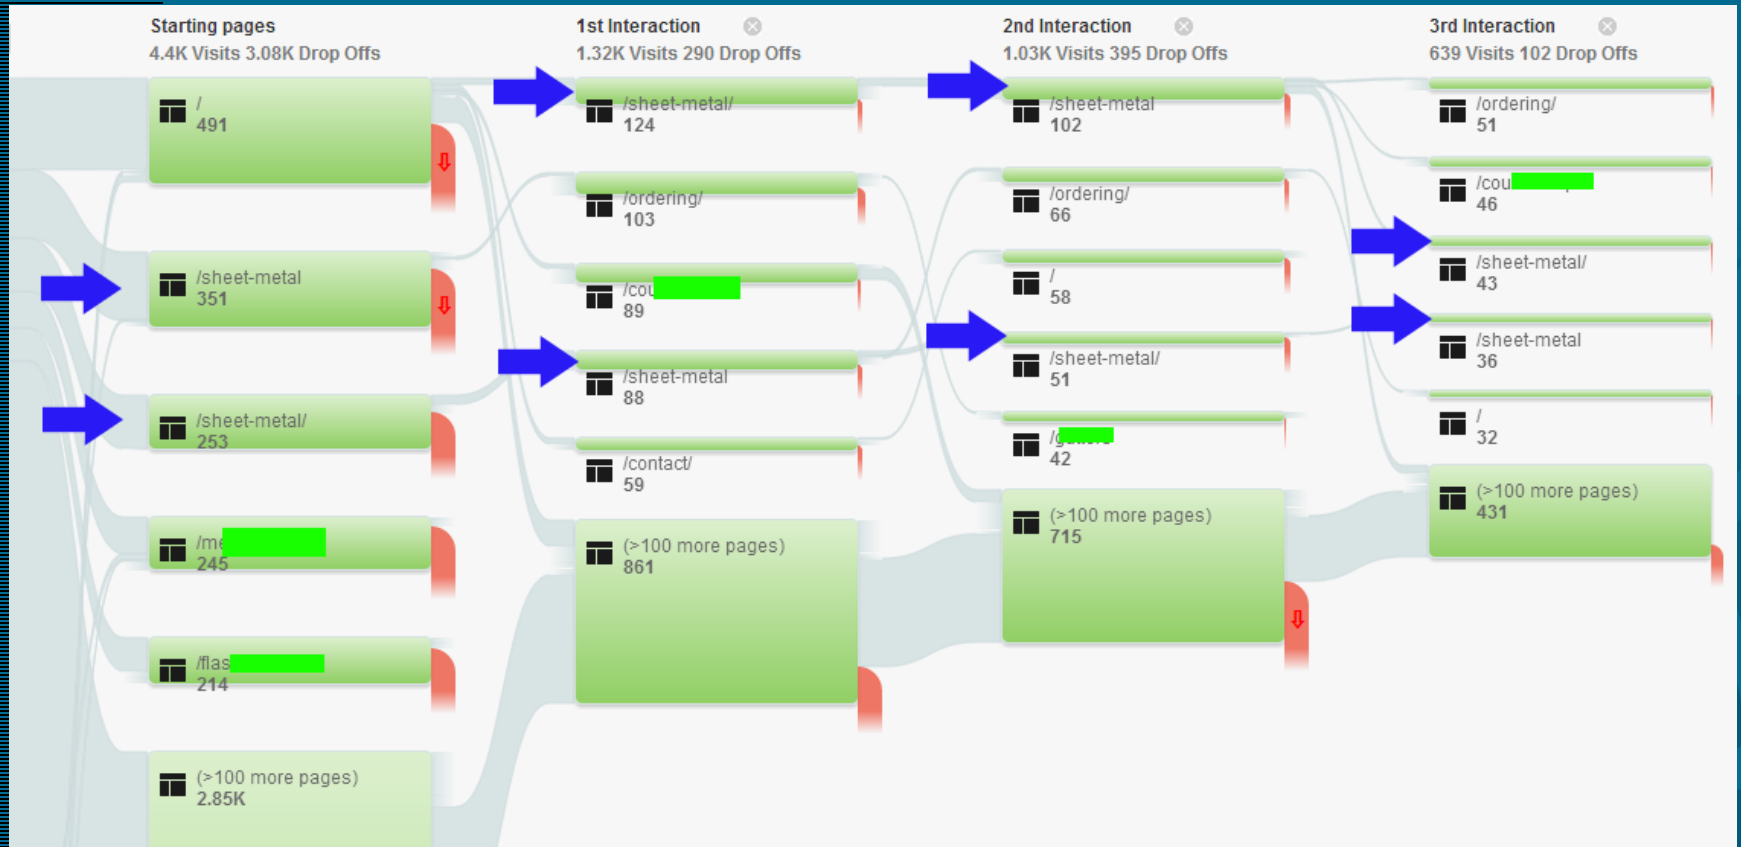 Starting pages
4.4K Visits 3.08K Drop Offs
/
491
/sheet-metal
351
/sheet-metal/
253
/me
245
/flas
214
(>100 more pages)
2.85K
1st Interaction
1.32K Visits 290 Drop Offs
/sheet-metal/
124
/ordering/
103
/cou
89
/sheet-metal
88
/contact/
59
(>100 more pages)
861
2nd Interaction
1.03K Visits 395 Drop Offs
/sheet-metal
102
/ordering/
66
/
58
/sheet-metal/
51
42
(>100 more pages)
715
3rd Interaction
639 Visits 102 Drop Offs
/ordering/
51
/cou
46
/sheet-metal/
43
/sheet-metal
36
/
32
(>100 more pages)
431